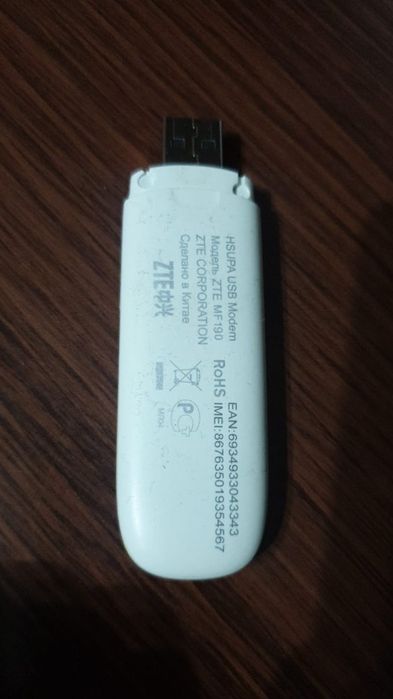 HSUPA USB Modem
Модель ZTE MF190
ZTE CORPORATION
Сделано в Китае
ZTE中兴
EAN:6934933043343
RoHS IMEI:867635019354567
МЛ04